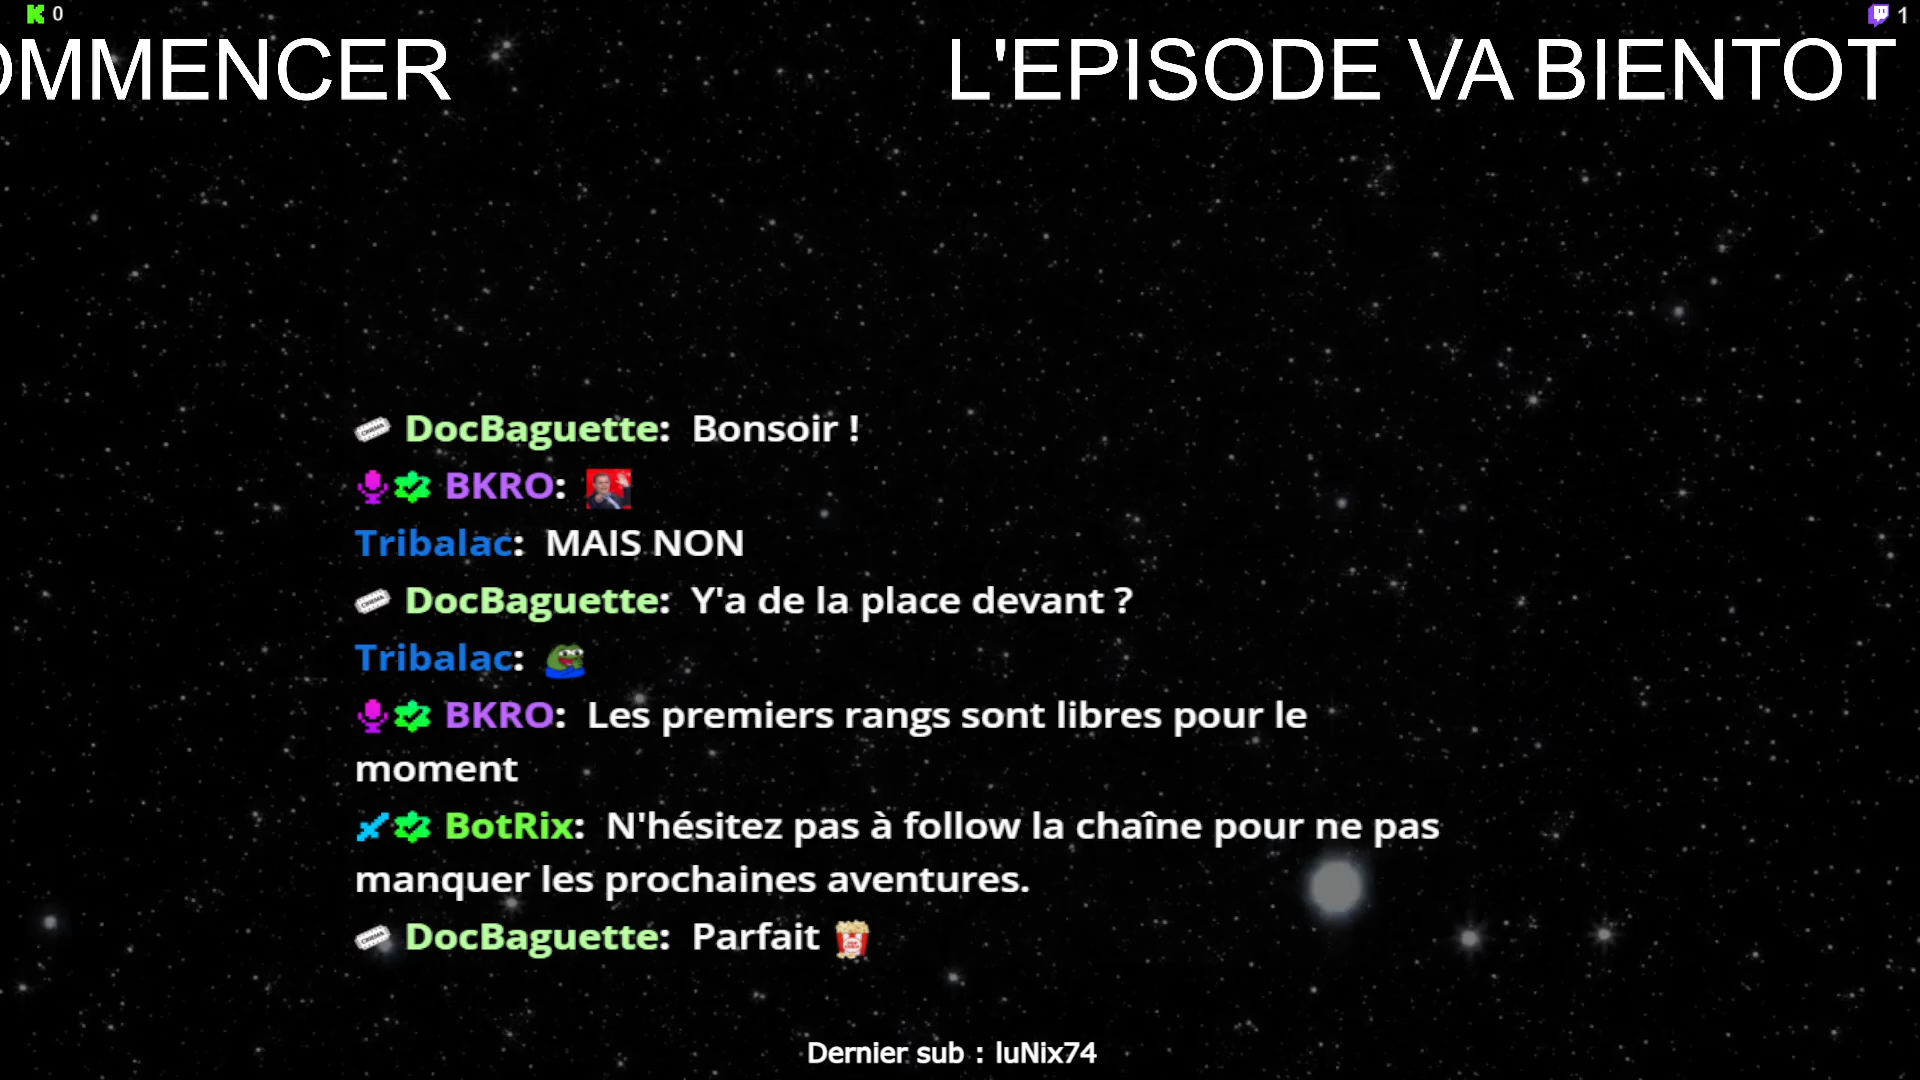 0
1
OMMENCER
L'EPISODE VA BIENTOT
DocBaguette: Bonsoir !
BKRO:
Tribalac: MAIS NON
DocBaguette: Y'a de la place devant ?
Tribalac:
BKRO: Les premiers rangs sont libres pour le
moment
BotRix: N'hésitez pas à follow la chaîne pour ne pas
manquer les prochaines aventures.
DocBaguette: Parfait
Dernier sub : luNix74